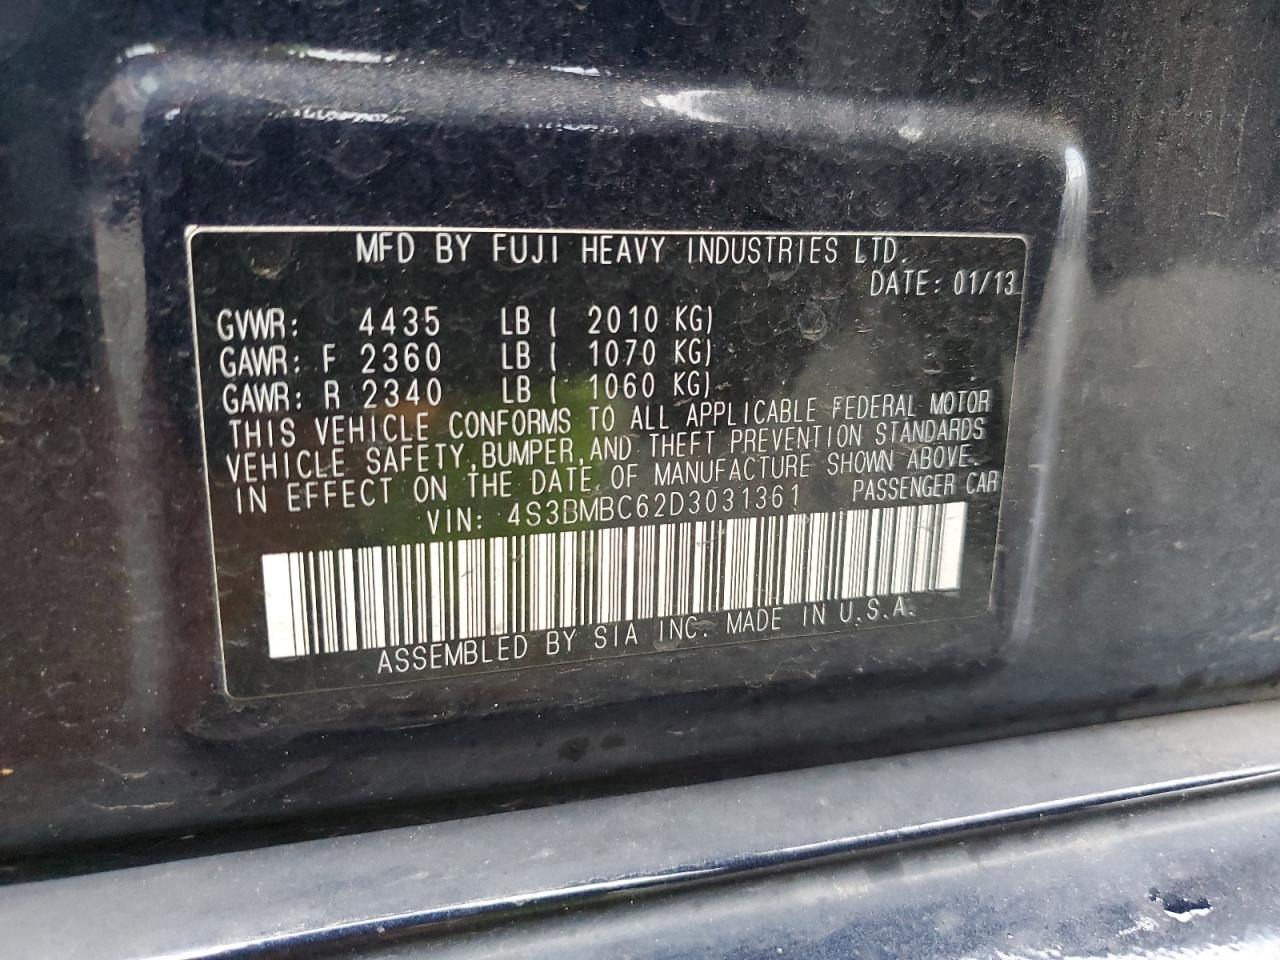 MFD BY FUJI HEAVY INDUSTRIES LTD.
DATE: 01/13
GVWR: 4435 LB ( 2010 KG)
GAWR: F 2360 LB ( 1070 KG)
GAWR: R 2340 LB ( 1060 KG)
THIS VEHICLE CONFORMS TO ALL APPLICABLE FEDERAL MOTOR
VEHICLE SAFETY, BUMPER, AND THEFT PREVENTION STANDARDS
IN EFFECT ON THE DATE OF MANUFACTURE SHOWN ABOVE.
VIN: 4S3BMBC62D3031361 PASSENGER CAR
ASSEMBLED BY SIA INC. MADE IN U.S.A.